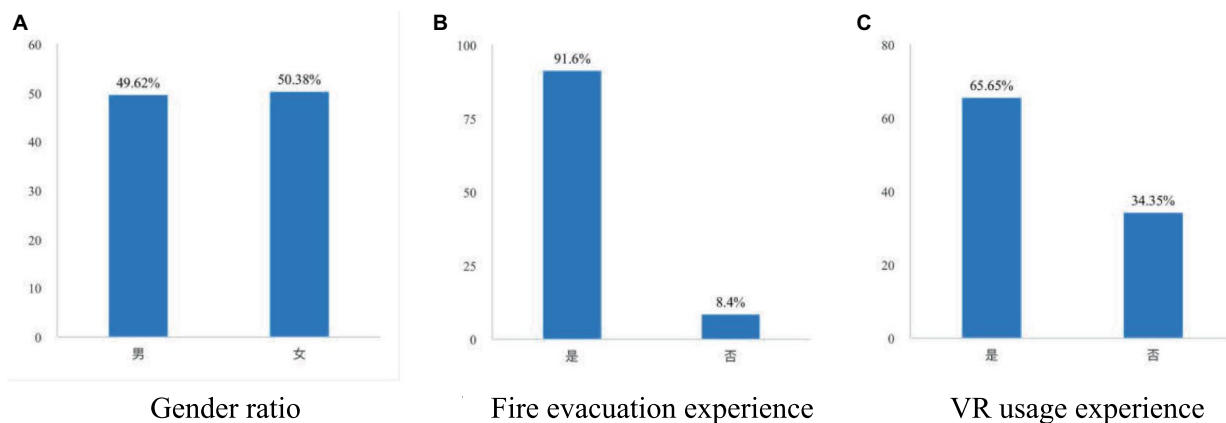 A
60
50
40
30
20
10
0
49.62%
50.38%
男
女
Gender ratio
B
100
75
50
25
0
91.6%
8.4%
是
否
Fire evacuation experience
C
80
60
40
20
0
65.65%
34.35%
是
否
VR usage experience